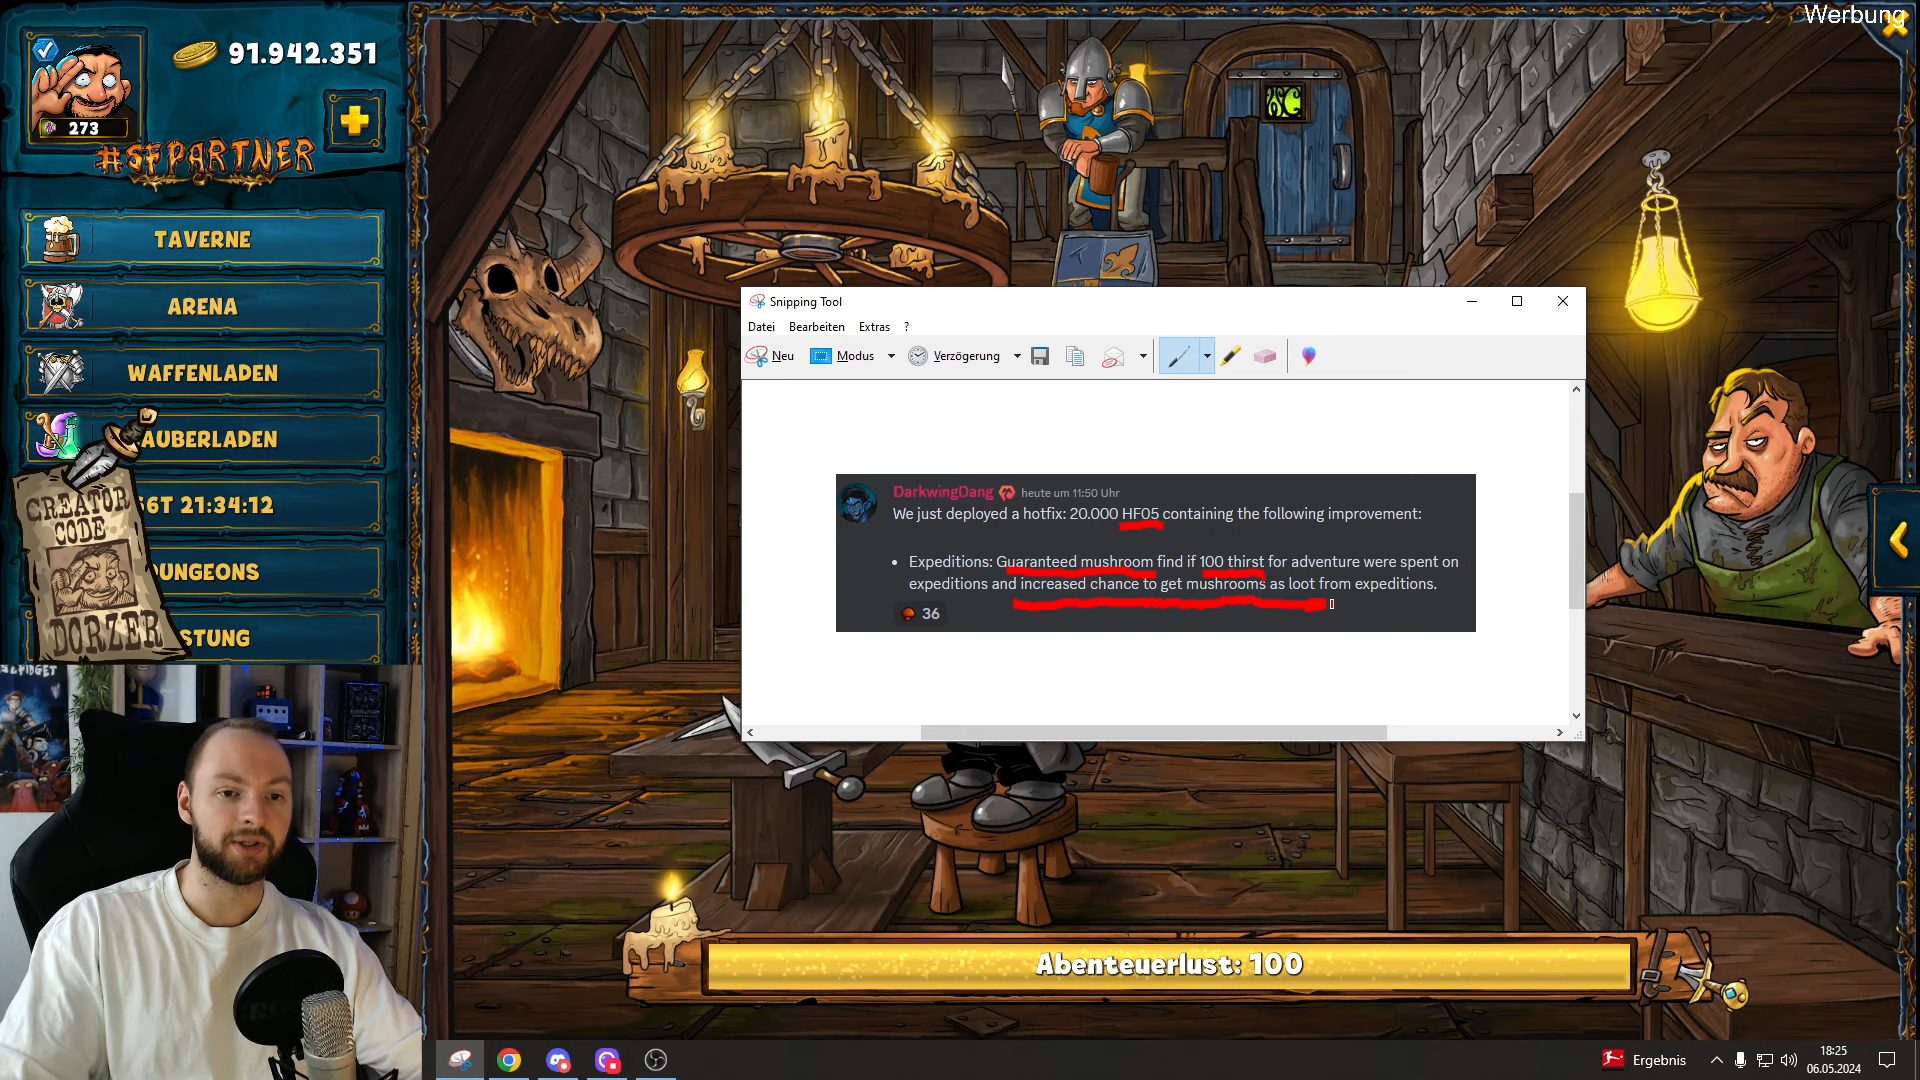 Werbung
91.942.351
273
#SFPARTNER
TAVERNE
ARENA
WAFFENLADEN
AUBERLADEN
6T 21:34:12
UNGEONS
STUNG
CREATOR
CODE
DORZER
Snipping Tool
Datei Bearbeiten Extras ?
Neu Modus Verzögerung
DarkwingDang heute um 11:50 Uhr
We just deployed a hotfix: 20.000 HF05 containing the following improvement:
• Expeditions: Guaranteed mushroom find if 100 thirst for adventure were spent on
expeditions and increased chance to get mushrooms as loot from expeditions.
36
Abenteuerlust: 100
Ergebnis
18:25
06.05.2024